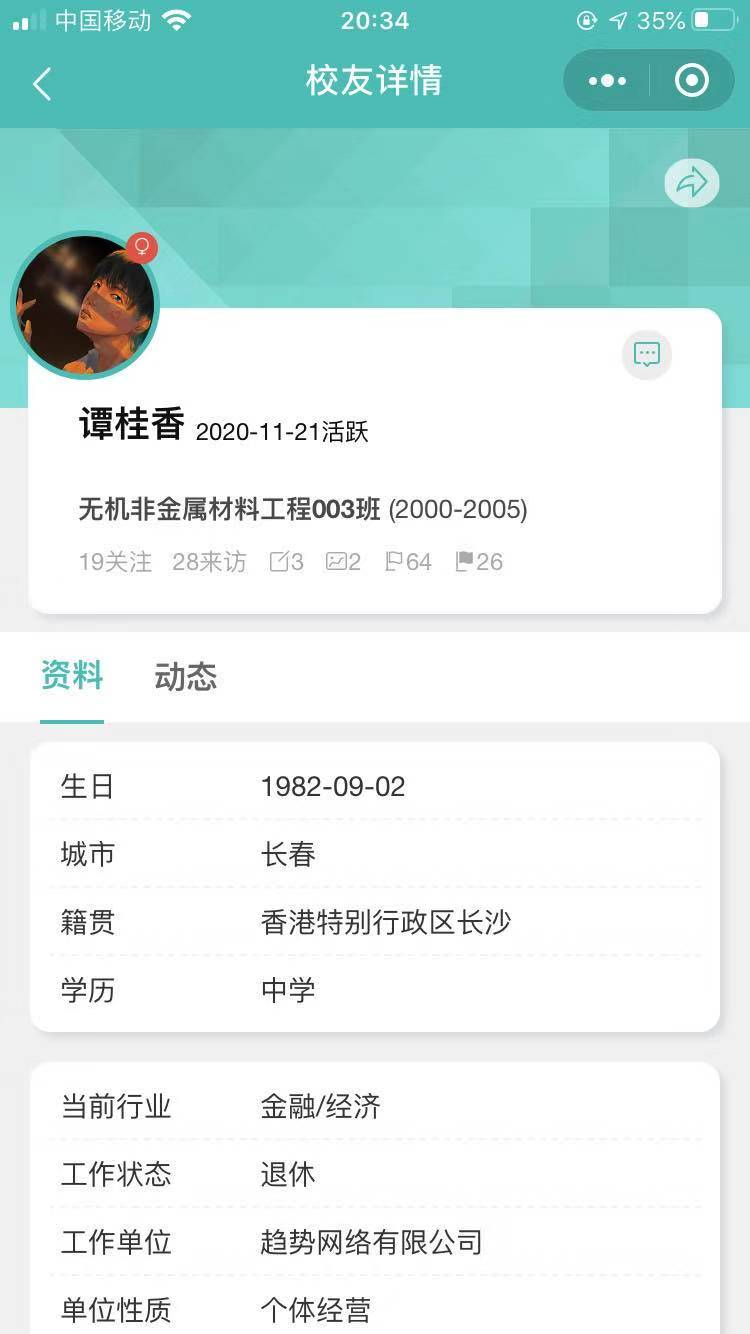 中国移动 20:34 35%
校友详情
谭桂香 2020-11-21活跃
无机非金属材料工程003班 (2000-2005)
19关注 28来访 3 2 64 26
资料 动态
生日 1982-09-02
城市 长春
籍贯 香港特别行政区长沙
学历 中学
当前行业 金融/经济
工作状态 退休
工作单位 趋势网络有限公司
单位性质 个体经营